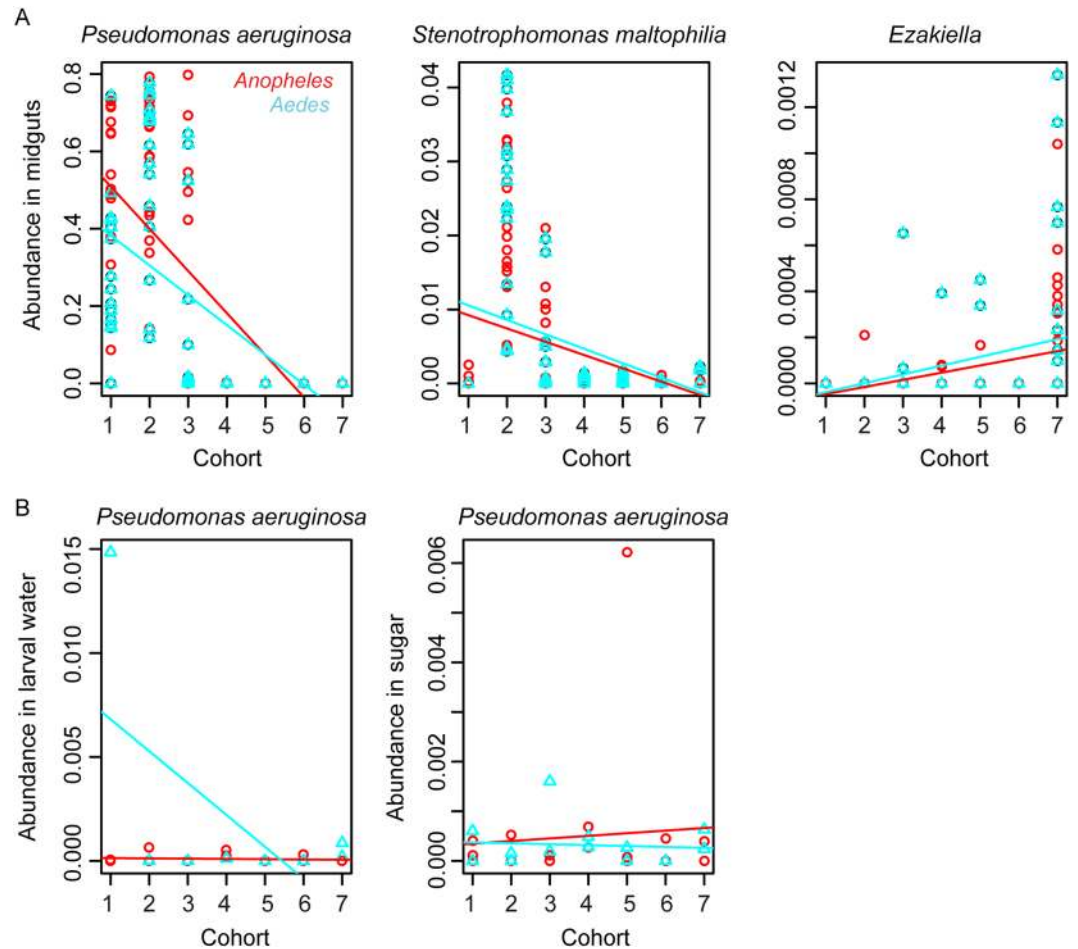 A
Pseudomonas aeruginosa
Stenotrophomonas maltophilia
Ezakiella
Anopheles
Aedes
Abundance in midguts
0.8
0.6
0.4
0.2
0.0
1 2 3 4 5 6 7
Cohort
0.04
0.03
0.02
0.01
0.00
1 2 3 4 5 6 7
Cohort
0.0012
0.0008
0.0004
0.0000
1 2 3 4 5 6 7
Cohort
B
Pseudomonas aeruginosa
Pseudomonas aeruginosa
Abundance in larval water
0.015
0.010
0.005
0.000
1 2 3 4 5 6 7
Cohort
Abundance in sugar
0.006
0.004
0.002
0.000
1 2 3 4 5 6 7
Cohort